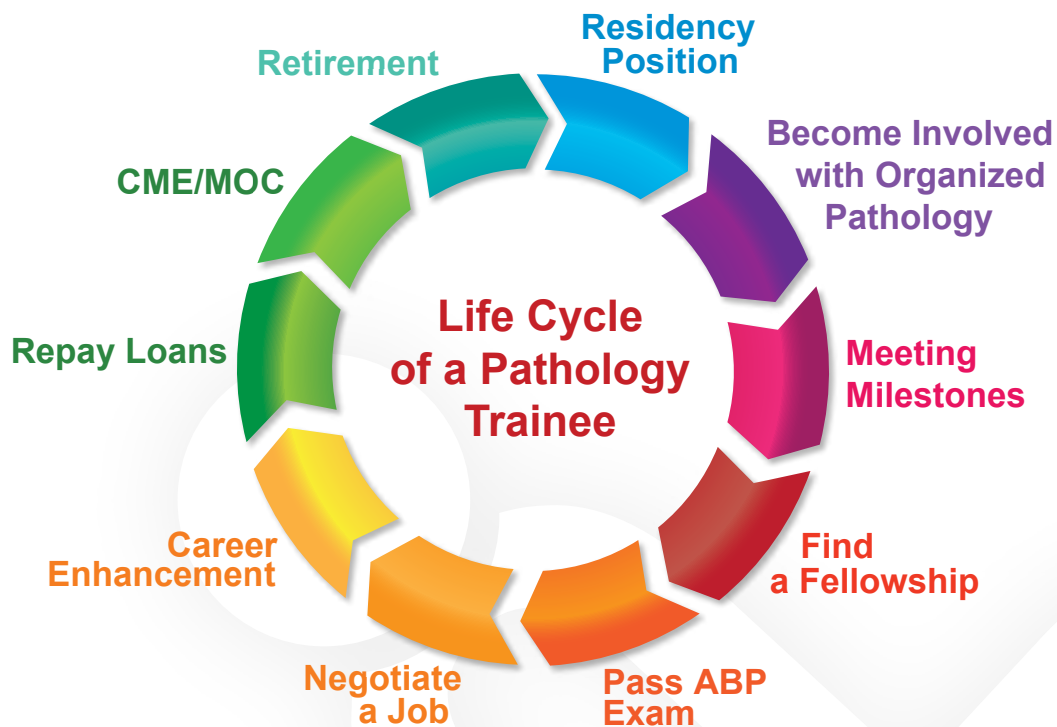 Life Cycle
of a Pathology
Trainee
Residency
Position
Become Involved
with Organized
Pathology
Meeting
Milestones
Find
a Fellowship
Pass ABP
Exam
Negotiate
a Job
Career
Enhancement
Repay Loans
CME/MOC
Retirement